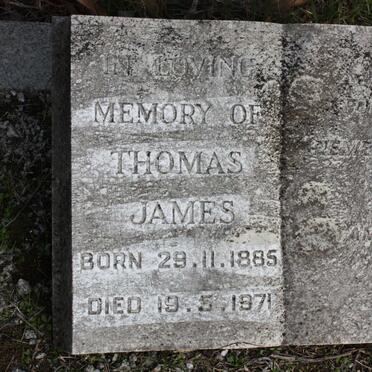 IN LOVING
MEMORY OF
THOMAS
JAMES
BORN 29.11.1885
DIED 19.5.1971